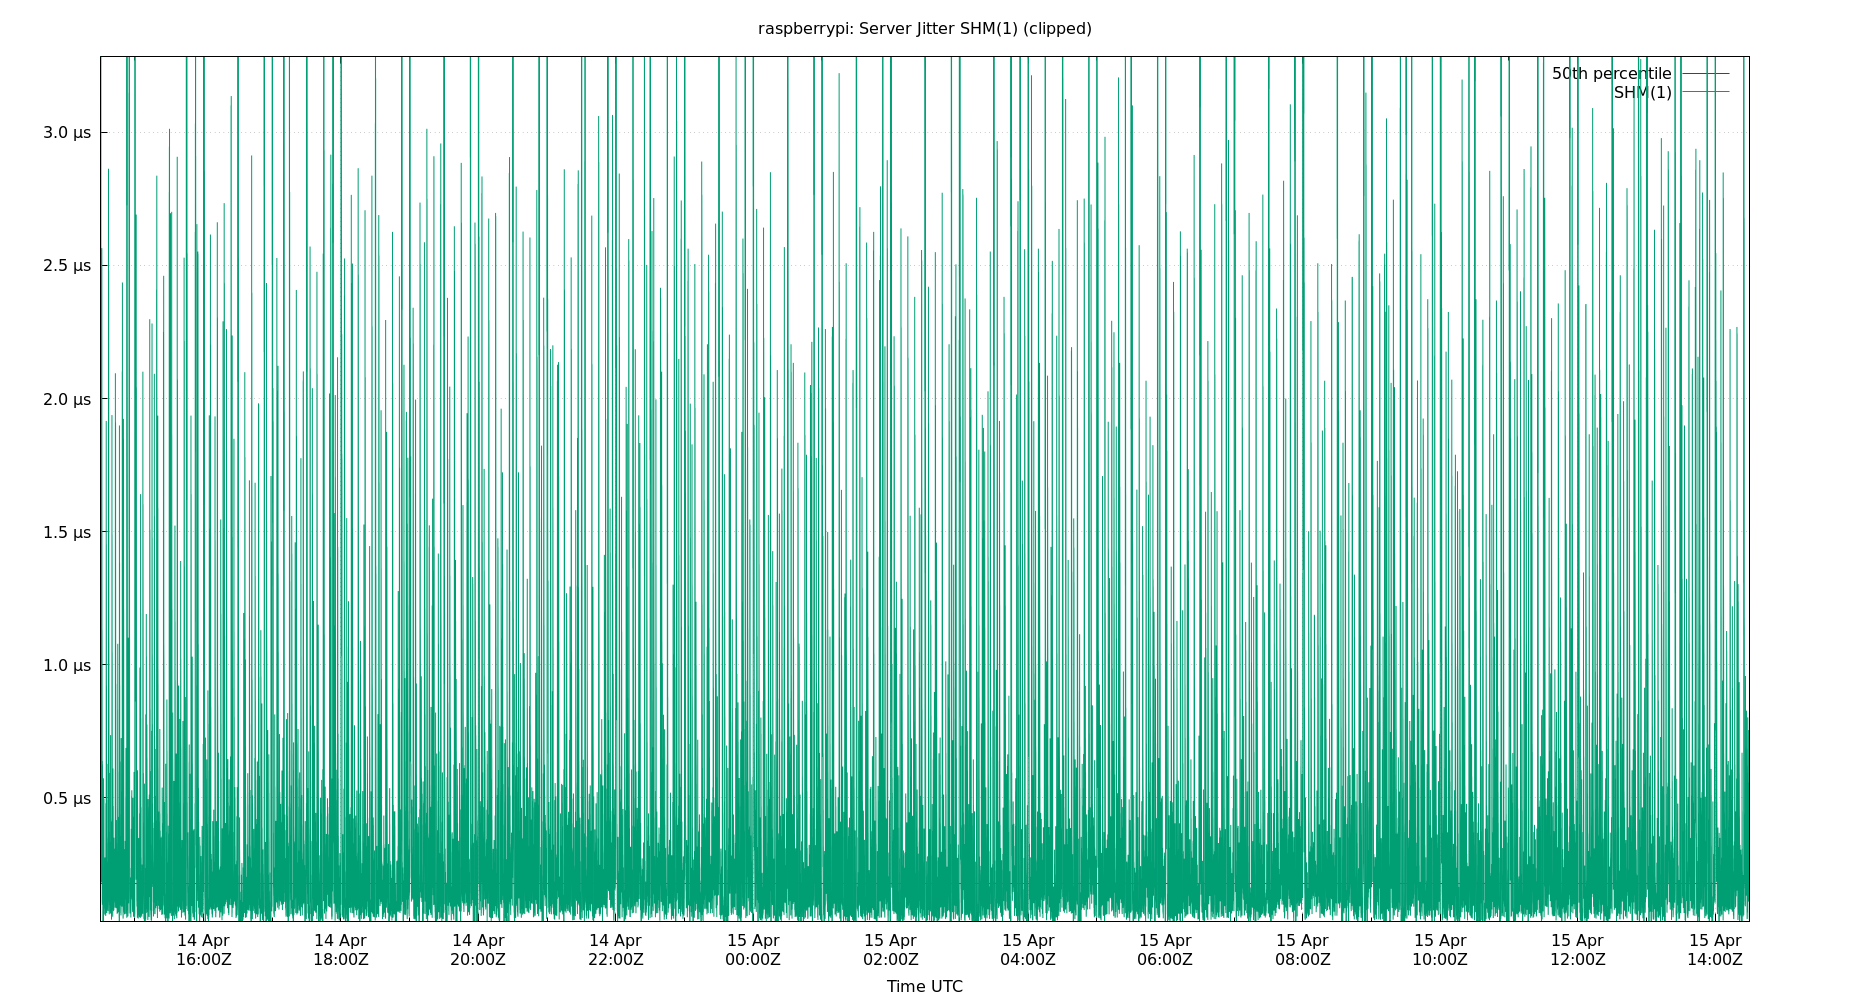 raspberrypi: Server Jitter SHM(1) (clipped)
50th percentile
SHM(1)
3.0 µs
2.5 µs
2.0 µs
1.5 µs
1.0 µs
0.5 µs
14 Apr 14 Apr 14 Apr 14 Apr 15 Apr 15 Apr 15 Apr 15 Apr 15 Apr 15 Apr 15 Apr 15 Apr
16:00Z 18:00Z 20:00Z 22:00Z 00:00Z 02:00Z 04:00Z 06:00Z 08:00Z 10:00Z 12:00Z 14:00Z
Time UTC